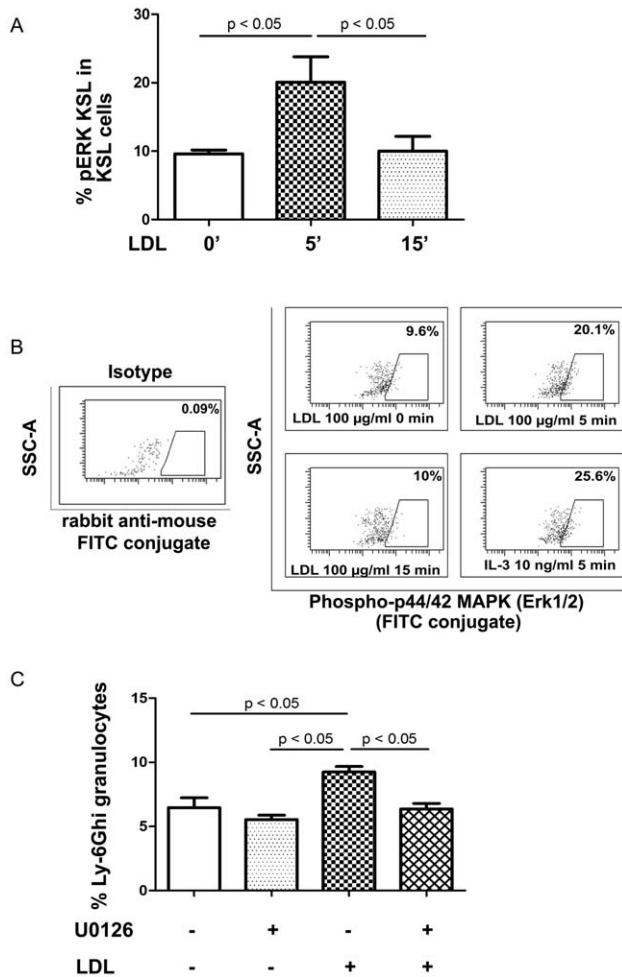 A
p < 0.05 p < 0.05
% pERK KSL in
KSL cells
30
20
10
0
LDL 0' 5' 15'
B
Isotype
0.09%
SSC-A
rabbit anti-mouse
FITC conjugate
SSC-A
9.6%
LDL 100 µg/ml 0 min
20.1%
LDL 100 µg/ml 5 min
10%
LDL 100 µg/ml 15 min
25.6%
IL-3 10 ng/ml 5 min
Phospho-p44/42 MAPK (Erk1/2)
(FITC conjugate)
C
p < 0.05
p < 0.05 p < 0.05
% Ly-6Ghi granulocytes
15
10
5
0
U0126 - + - +
LDL - - + +